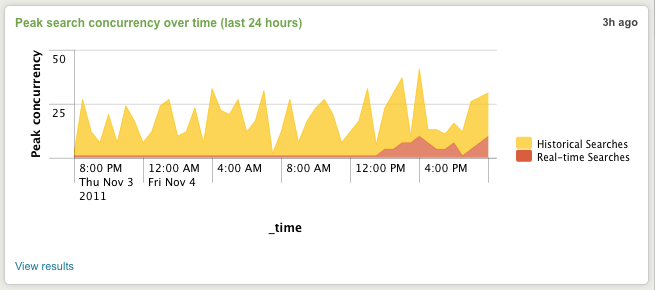 Peak search concurrency over time (last 24 hours)
3h ago
Peak concurrency
50
25
8:00 PM
Thu Nov 3
2011
12:00 AM
Fri Nov 4
4:00 AM
8:00 AM
12:00 PM
4:00 PM
_time
Historical Searches
Real-time Searches
View results